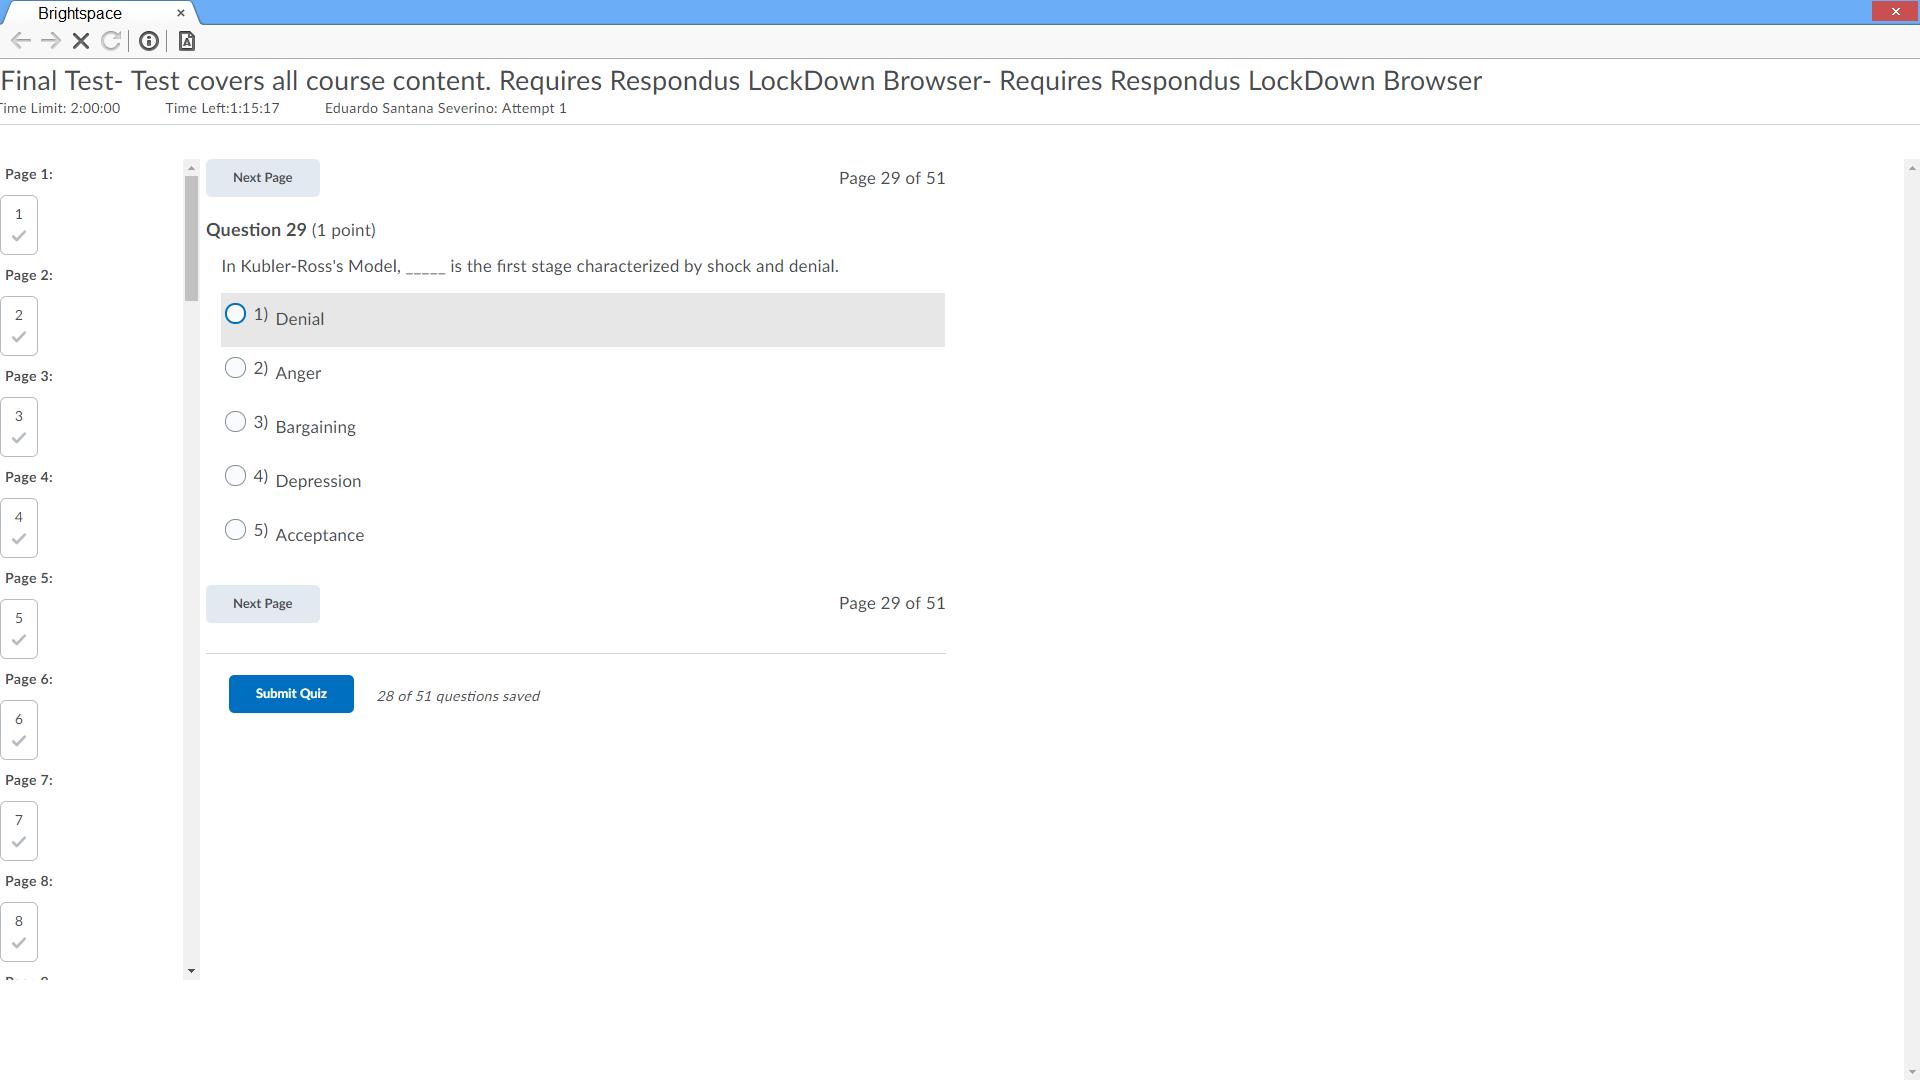 Brightspace
Final Test- Test covers all course content. Requires Respondus LockDown Browser- Requires Respondus LockDown Browser
Time Limit: 2:00:00 Time Left:1:15:17 Eduardo Santana Severino: Attempt 1
Page 1:
1
Page 2:
2
Page 3:
3
Page 4:
4
Page 5:
5
Page 6:
6
Page 7:
7
Page 8:
8
Next Page Page 29 of 51
Question 29 (1 point)
In Kubler-Ross's Model, _____ is the first stage characterized by shock and denial.
1) Denial
2) Anger
3) Bargaining
4) Depression
5) Acceptance
Next Page Page 29 of 51
Submit Quiz 28 of 51 questions saved